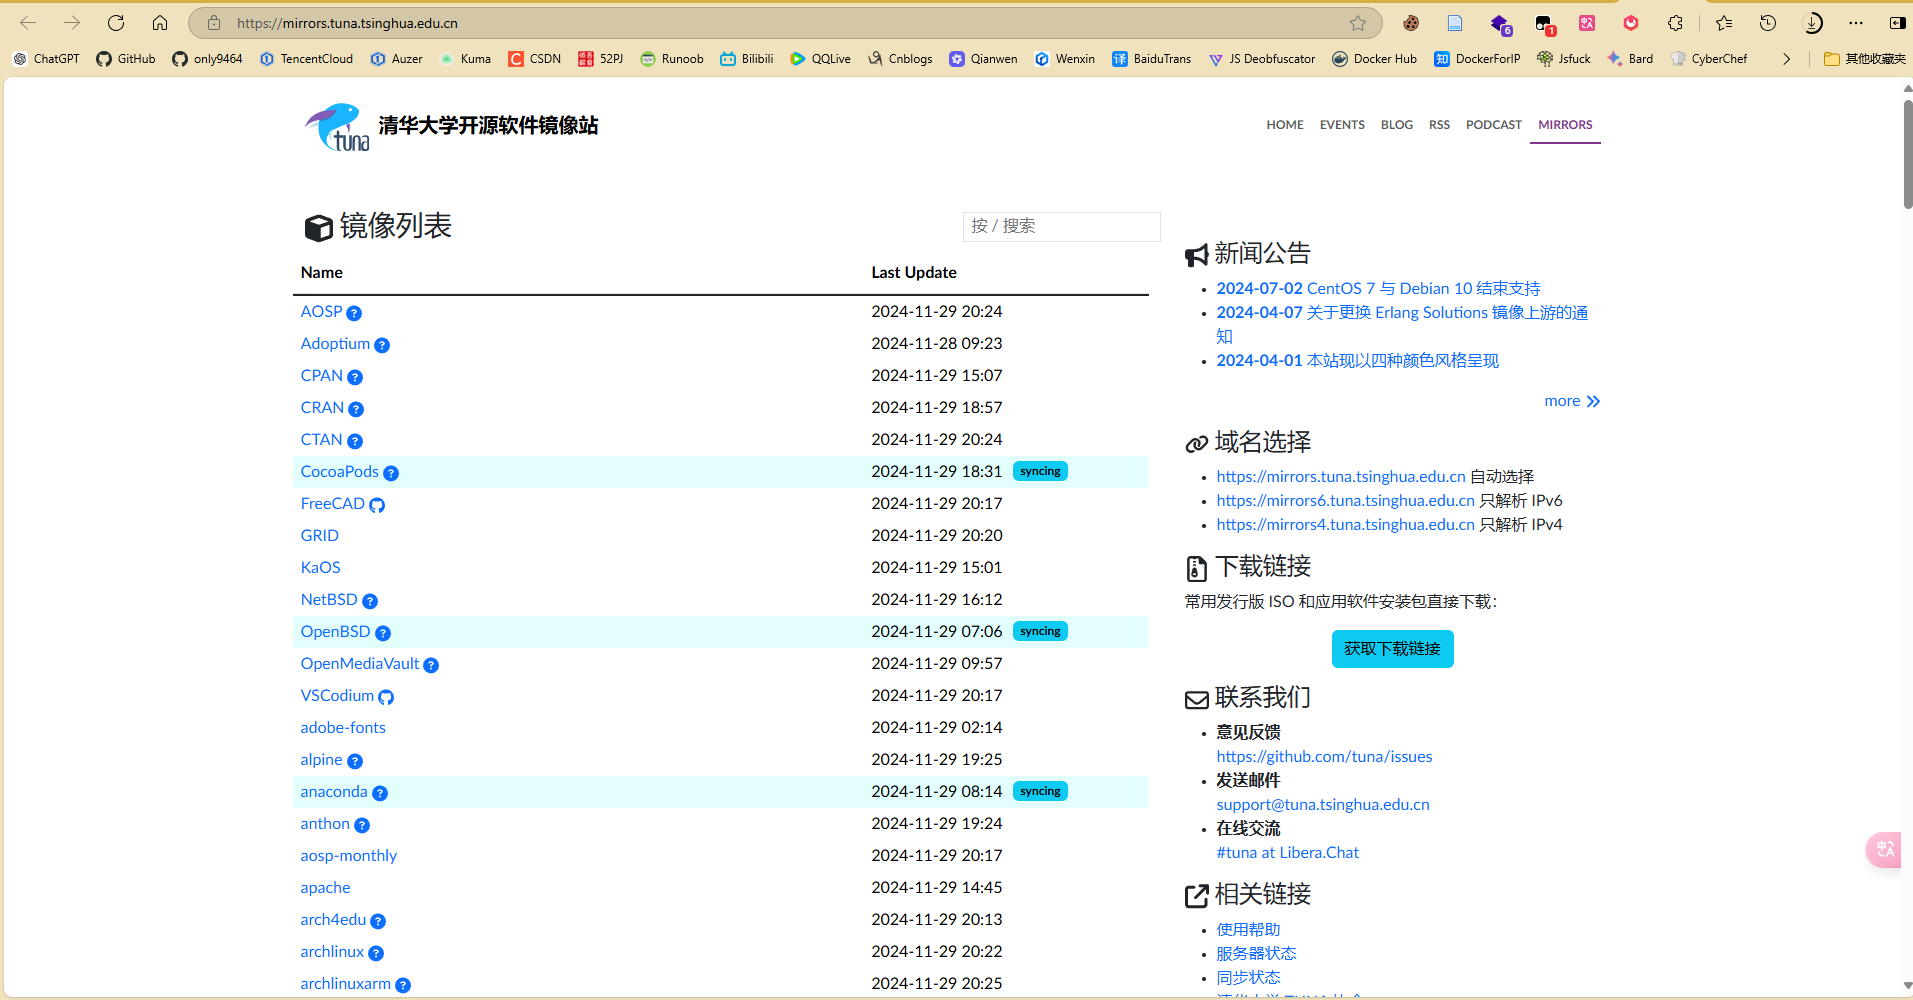 https://mirrors.tuna.tsinghua.edu.cn
6
1
ChatGPT GitHub only9464 TencentCloud Auzer Kuma CSDN 52PJ Runoob Bilibili QQLive Cnblogs Qianwen Wenxin BaiduTrans JS Deobfuscator Docker Hub DockerForIP Jsfuck Bard CyberChef 其他收藏夹
tuna 清华大学开源软件镜像站
HOME EVENTS BLOG RSS PODCAST MIRRORS
镜像列表
按 / 搜索
Name Last Update
AOSP 2024-11-29 20:24
Adoptium 2024-11-28 09:23
CPAN 2024-11-29 15:07
CRAN 2024-11-29 18:57
CTAN 2024-11-29 20:24
CocoaPods 2024-11-29 18:31 syncing
FreeCAD 2024-11-29 20:17
GRID 2024-11-29 20:20
KaOS 2024-11-29 15:01
NetBSD 2024-11-29 16:12
OpenBSD 2024-11-29 07:06 syncing
OpenMediaVault 2024-11-29 09:57
VSCodium 2024-11-29 20:17
adobe-fonts 2024-11-29 02:14
alpine 2024-11-29 19:25
anaconda 2024-11-29 08:14 syncing
anthon 2024-11-29 19:24
aosp-monthly 2024-11-29 20:17
apache 2024-11-29 14:45
arch4edu 2024-11-29 20:13
archlinux 2024-11-29 20:22
archlinuxarm 2024-11-29 20:25
新闻公告
2024-07-02 CentOS 7 与 Debian 10 结束支持
2024-04-07 关于更换 Erlang Solutions 镜像上游的通
知
2024-04-01 本站现以四种颜色风格呈现
more
域名选择
https://mirrors.tuna.tsinghua.edu.cn 自动选择
https://mirrors6.tuna.tsinghua.edu.cn 只解析 IPv6
https://mirrors4.tuna.tsinghua.edu.cn 只解析 IPv4
下载链接
常用发行版 ISO 和应用软件安装包直接下载：
获取下载链接
联系我们
意见反馈
https://github.com/tuna/issues
发送邮件
support@tuna.tsinghua.edu.cn
在线交流
#tuna at Libera.Chat
相关链接
使用帮助
服务器状态
同步状态